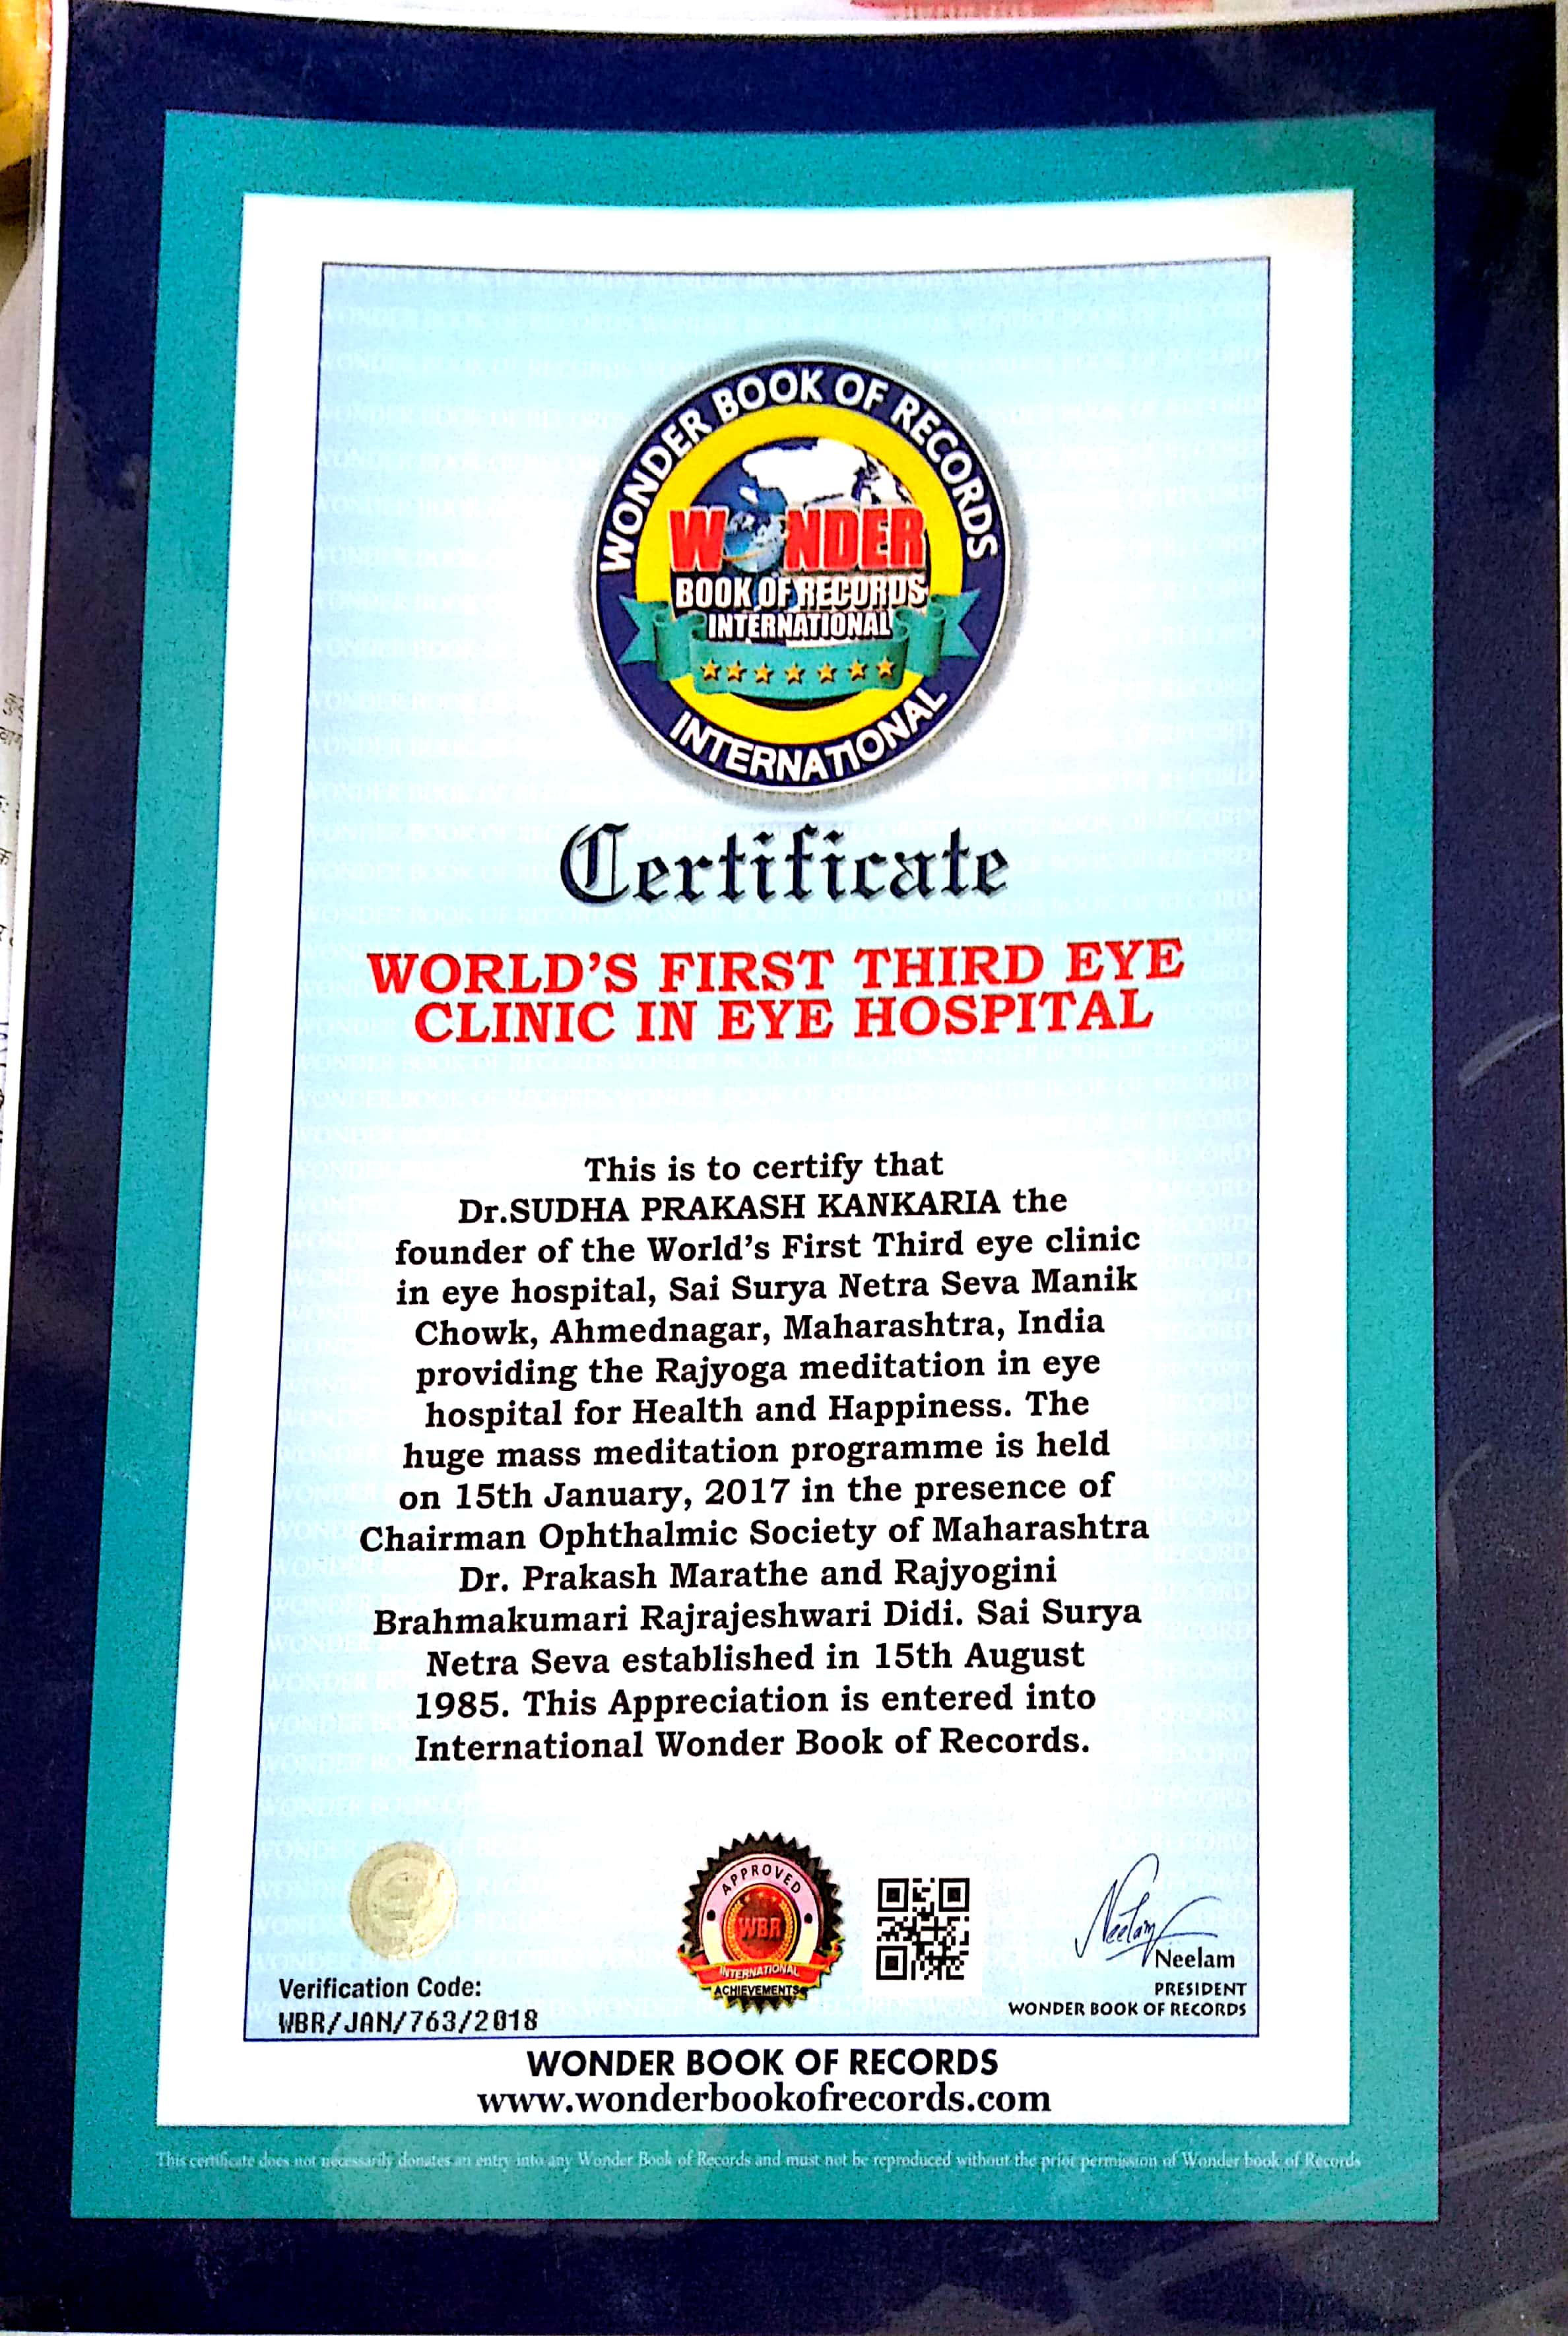 WONDER BOOK OF RECORDS
WONDER
BOOK OF RECORDS
INTERNATIONAL
INTERNATIONAL
Certificate
WORLD'S FIRST THIRD EYE
CLINIC IN EYE HOSPITAL
This is to certify that
Dr.SUDHA PRAKASH KANKARIA the
founder of the World's First Third eye clinic
in eye hospital, Sai Surya Netra Seva Manik
Chowk, Ahmednagar, Maharashtra, India
providing the Rajyoga meditation in eye
hospital for Health and Happiness. The
huge mass meditation programme is held
on 15th January, 2017 in the presence of
Chairman Ophthalmic Society of Maharashtra
Dr. Prakash Marathe and Rajyogini
Brahmakumari Rajrajeshwari Didi. Sai Surya
Netra Seva established in 15th August
1985. This Appreciation is entered into
International Wonder Book of Records.
APPROVED
WBR
INTERNATIONAL
ACHIEVEMENTS
Neelam
Neelam
PRESIDENT
WONDER BOOK OF RECORDS
Verification Code:
WBR/JAN/763/2018
WONDER BOOK OF RECORDS
www.wonderbookofrecords.com
This certificate does not necessarily donates an entry into any Wonder Book of Records and must not be reproduced without the prior permission of Wonder book of Records